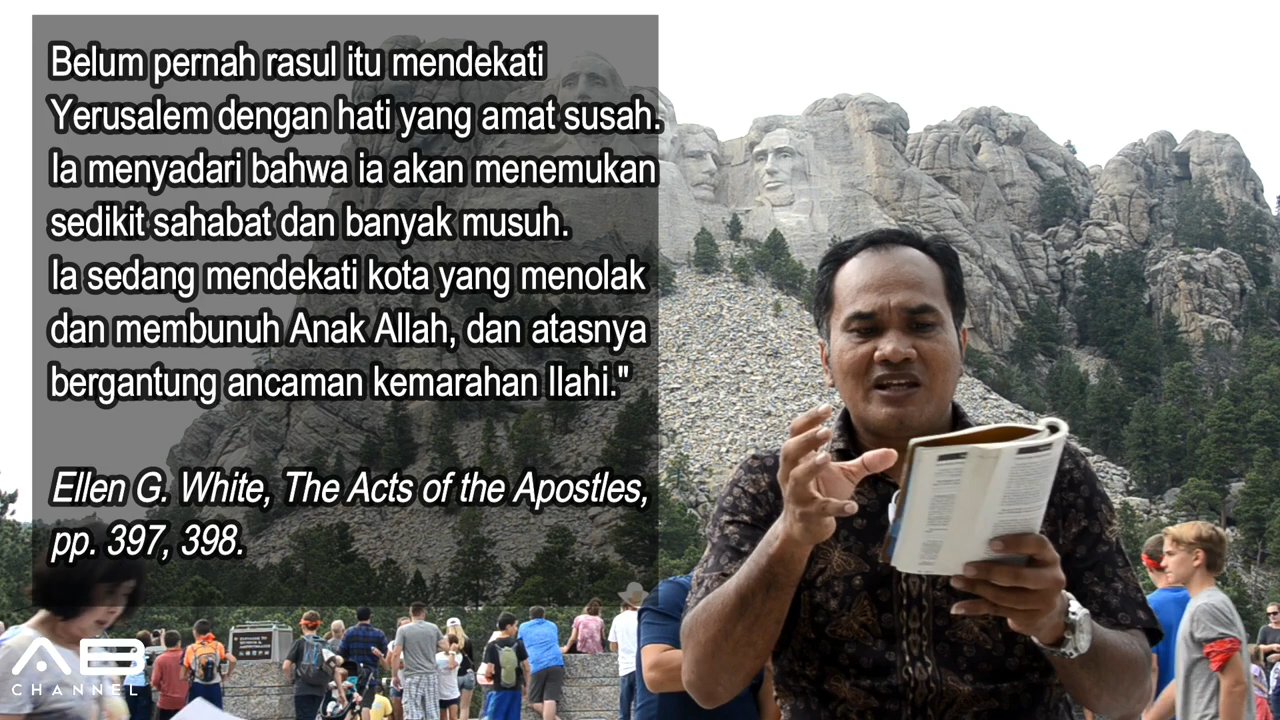 Belum pernah rasul itu mendekati
Yerusalem dengan hati yang amat susah.
Ia menyadari bahwa ia akan menemukan
sedikit sahabat dan banyak musuh.
Ia sedang mendekati kota yang menolak
dan membunuh Anak Allah, dan atasnya
bergantung ancaman kemarahan Ilahi."
Ellen G. White, The Acts of the Apostles,
pp. 397, 398.
AB
CHANNEL